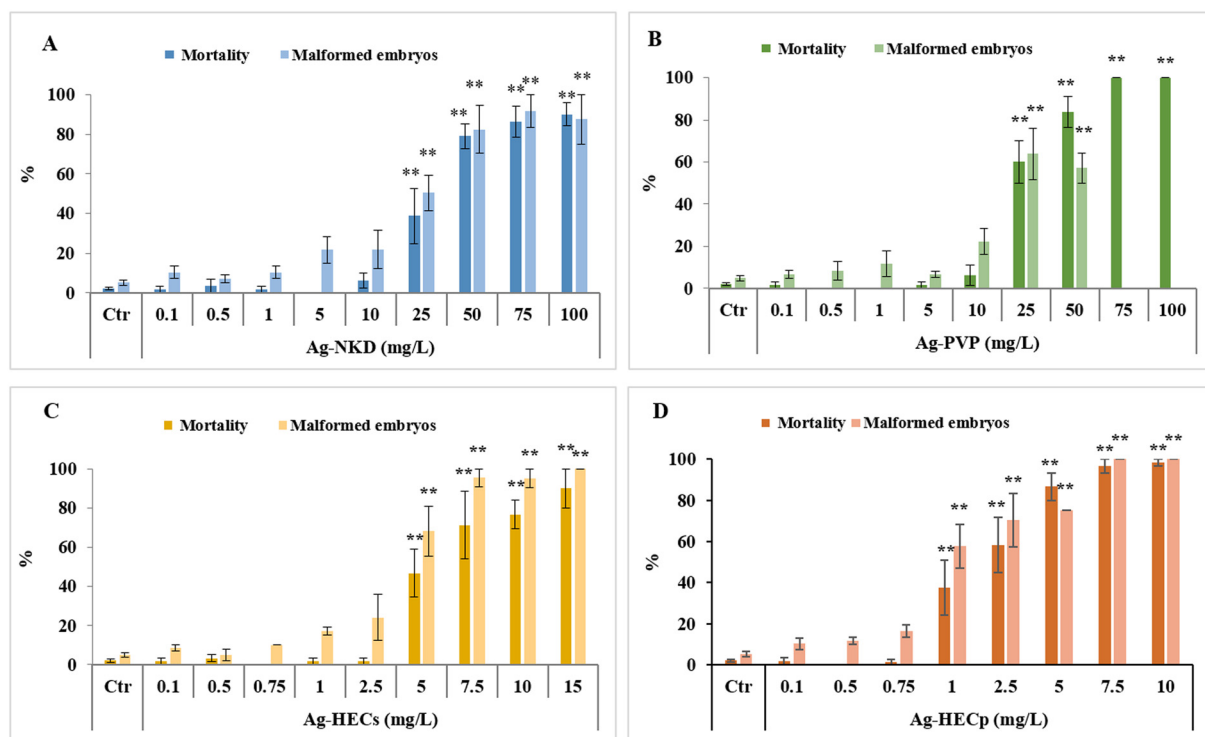 A
Mortality Malformed embryos
** ** ** ** ** ** ** **
100
80
60
40
20
0
%
Ctr 0.1 0.5 1 5 10 25 50 75 100
Ag-NKD (mg/L)
B
Mortality Malformed embryos
** ** ** ** ** **
100
80
60
40
20
0
%
Ctr 0.1 0.5 1 5 10 25 50 75 100
Ag-PVP (mg/L)
C
Mortality Malformed embryos
** ** ** ** ** ** ** **
100
80
60
40
20
0
%
Ctr 0.1 0.5 0.75 1 2.5 5 7.5 10 15
Ag-HECs (mg/L)
D
Mortality Malformed embryos
** ** ** ** ** ** ** ** ** **
100
80
60
40
20
0
%
Ctr 0.1 0.5 0.75 1 2.5 5 7.5 10
Ag-HECp (mg/L)